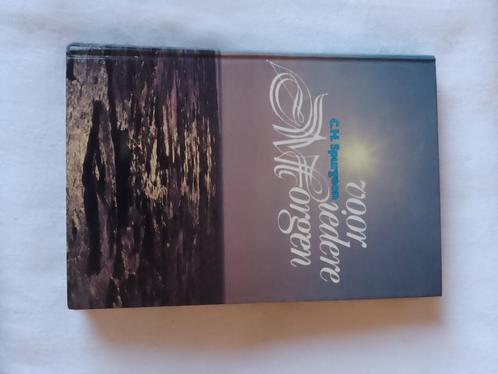 C.H. Spurgeon
voor
iedere
Morgen